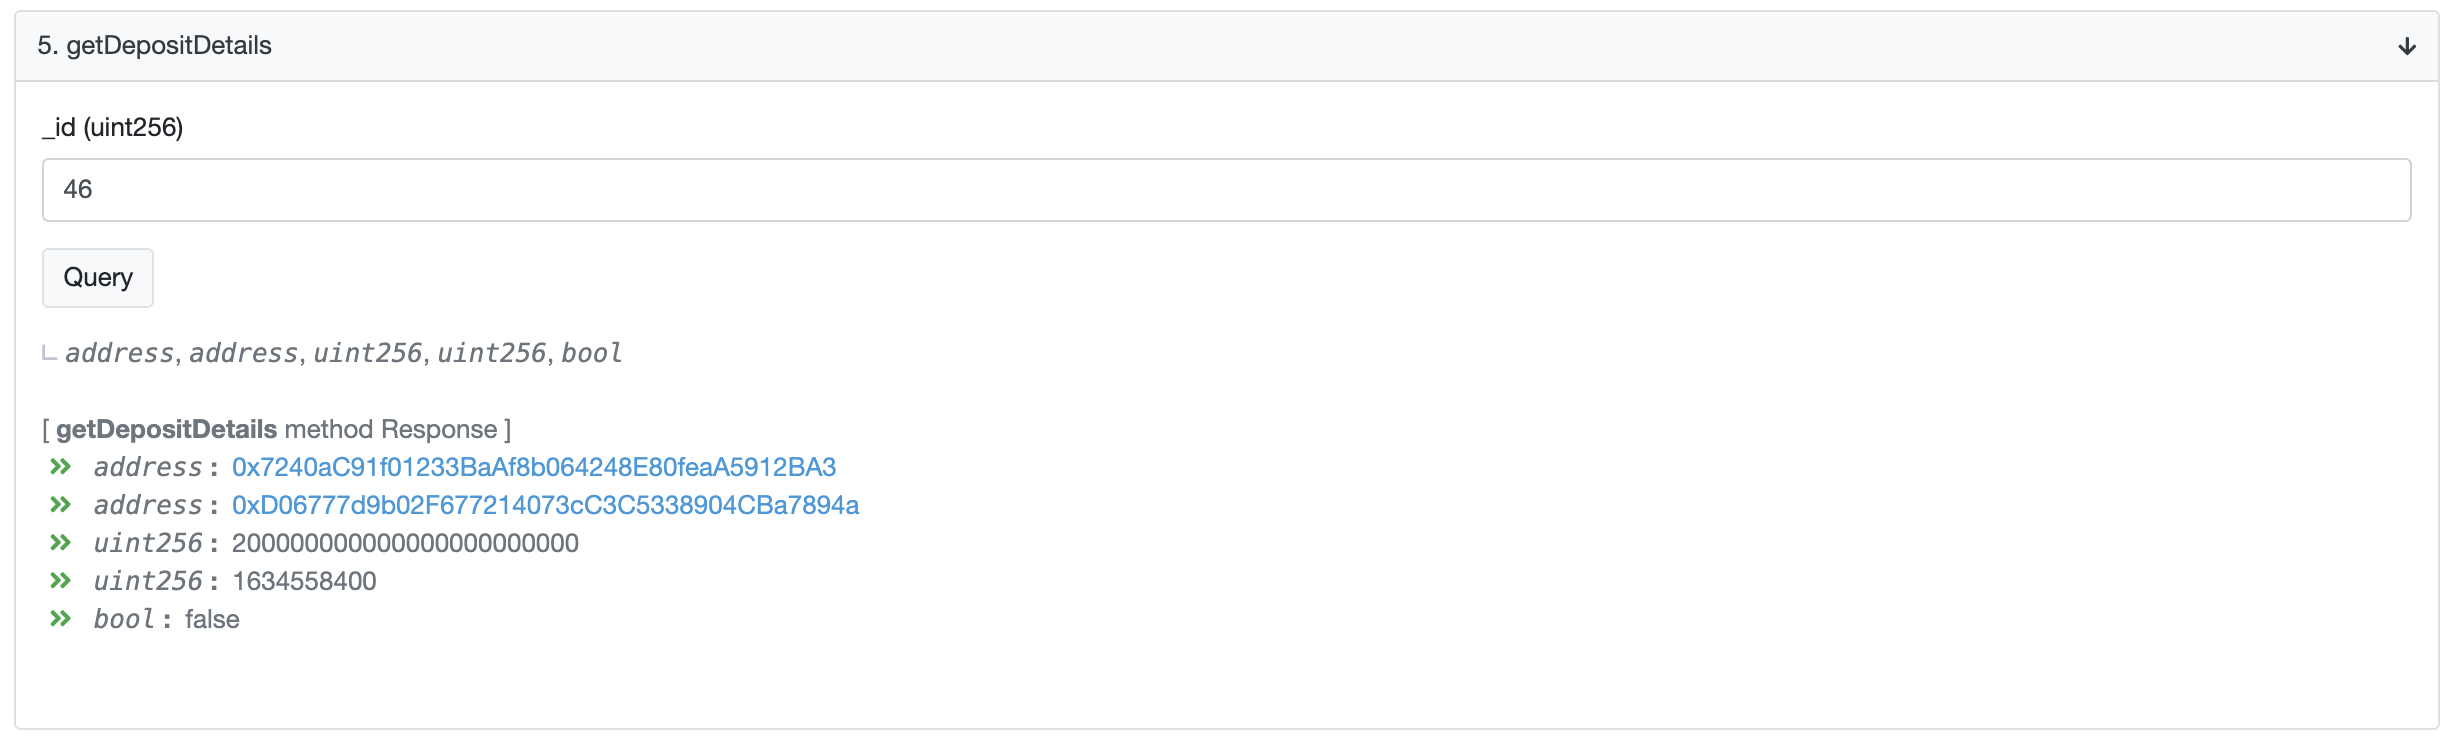 5. getDepositDetails
_id (uint256)
46
Query
address, address, uint256, uint256, bool
[ getDepositDetails method Response ]
address : 0x7240aC91f01233BaAf8b064248E80feaA5912BA3
address : 0xD06777d9b02F677214073cC3C5338904CBa7894a
uint256 : 200000000000000000000000
uint256 : 1634558400
bool : false